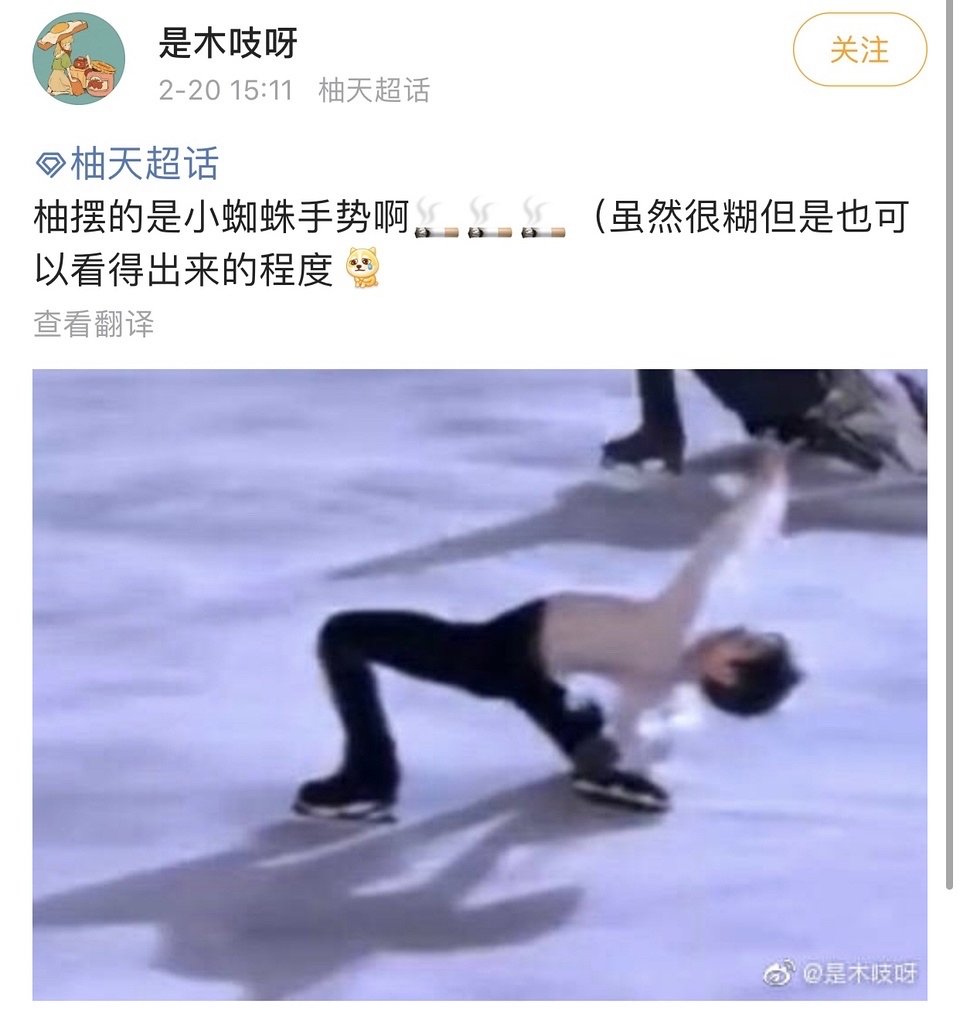 是木吱呀
关注
2-20 15:11 柚天超话
柚天超话
柚摆的是小蜘蛛手势啊🚬🚬🚬（虽然很糊但是也可
以看得出来的程度
查看翻译
@是木吱呀